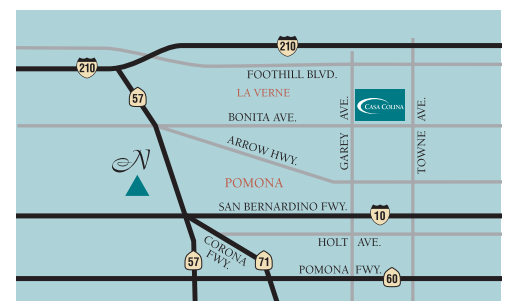 210
210
FOOTHILL BLVD.
57
LA VERNE
CASA COLINA
BONITA AVE.
GAREY AVE.
TOWNE AVE.
ARROW HWY.
N
POMONA
SAN BERNARDINO FWY.
10
HOLT AVE.
CORONA
FWY.
57
71
POMONA FWY.
60